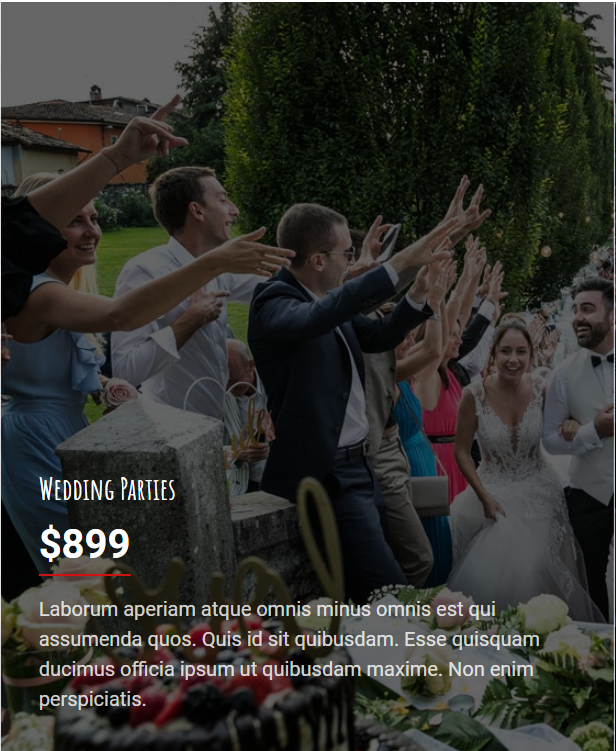 Wedding Parties
$899
Laborum aperiam atque omnis minus omnis est qui
assumenda quos. Quis id sit quibusdam. Esse quisquam
ducimus officia ipsum ut quibusdam maxime. Non enim
perspiciatis.